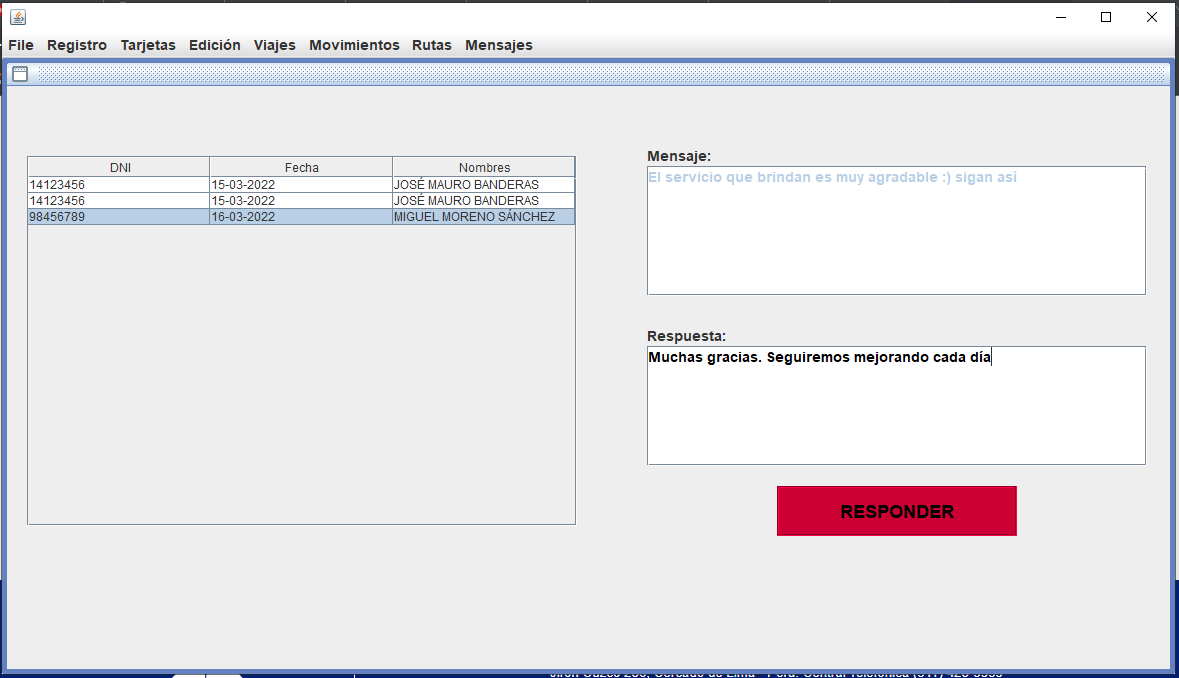 File Registro Tarjetas Edición Viajes Movimientos Rutas Mensajes
DNI Fecha Nombres
14123456 15-03-2022 JOSÉ MAURO BANDERAS
14123456 15-03-2022 JOSÉ MAURO BANDERAS
98456789 16-03-2022 MIGUEL MORENO SÁNCHEZ
Mensaje:
El servicio que brindan es muy agradable :) sigan así
Respuesta:
Muchas gracias. Seguiremos mejorando cada día
RESPONDER